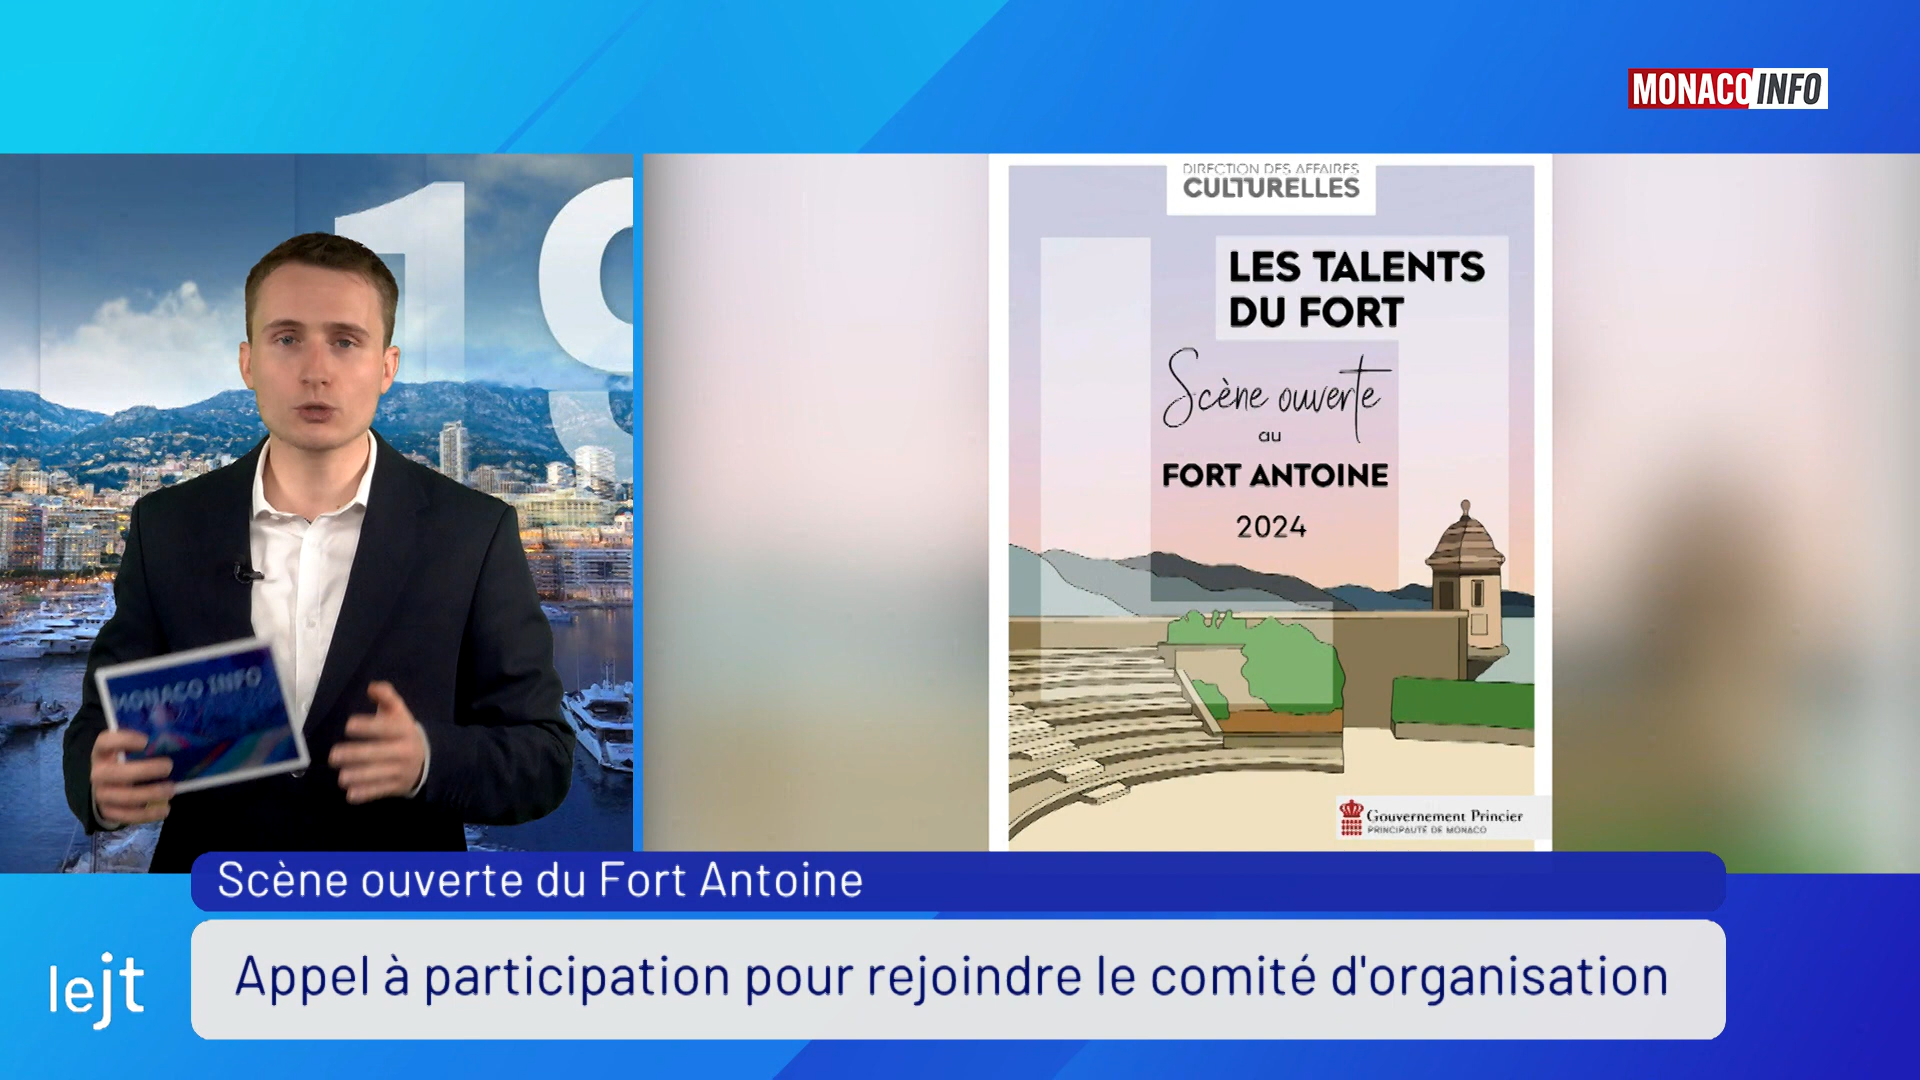 MONACO INFO
19
MONACO INFO
DIRECTION DES AFFAIRES
CULTURELLES
LES TALENTS
DU FORT
Scène ouverte
au
FORT ANTOINE
2024
Gouvernement Princier
PRINCIPAUTÉ DE MONACO
Scène ouverte du Fort Antoine
lejt
Appel à participation pour rejoindre le comité d'organisation